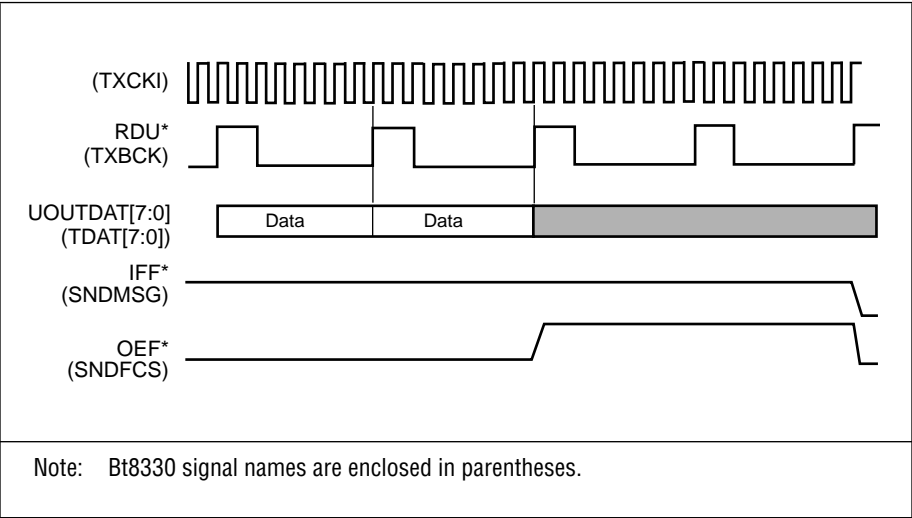 (TXCKI)
RDU*
(TXBCK)
UOUTDAT[7:0]
(TDAT[7:0])
Data
Data
IFF*
(SNDMSG)
OEF*
(SNDFCS)
Note: Bt8330 signal names are enclosed in parentheses.